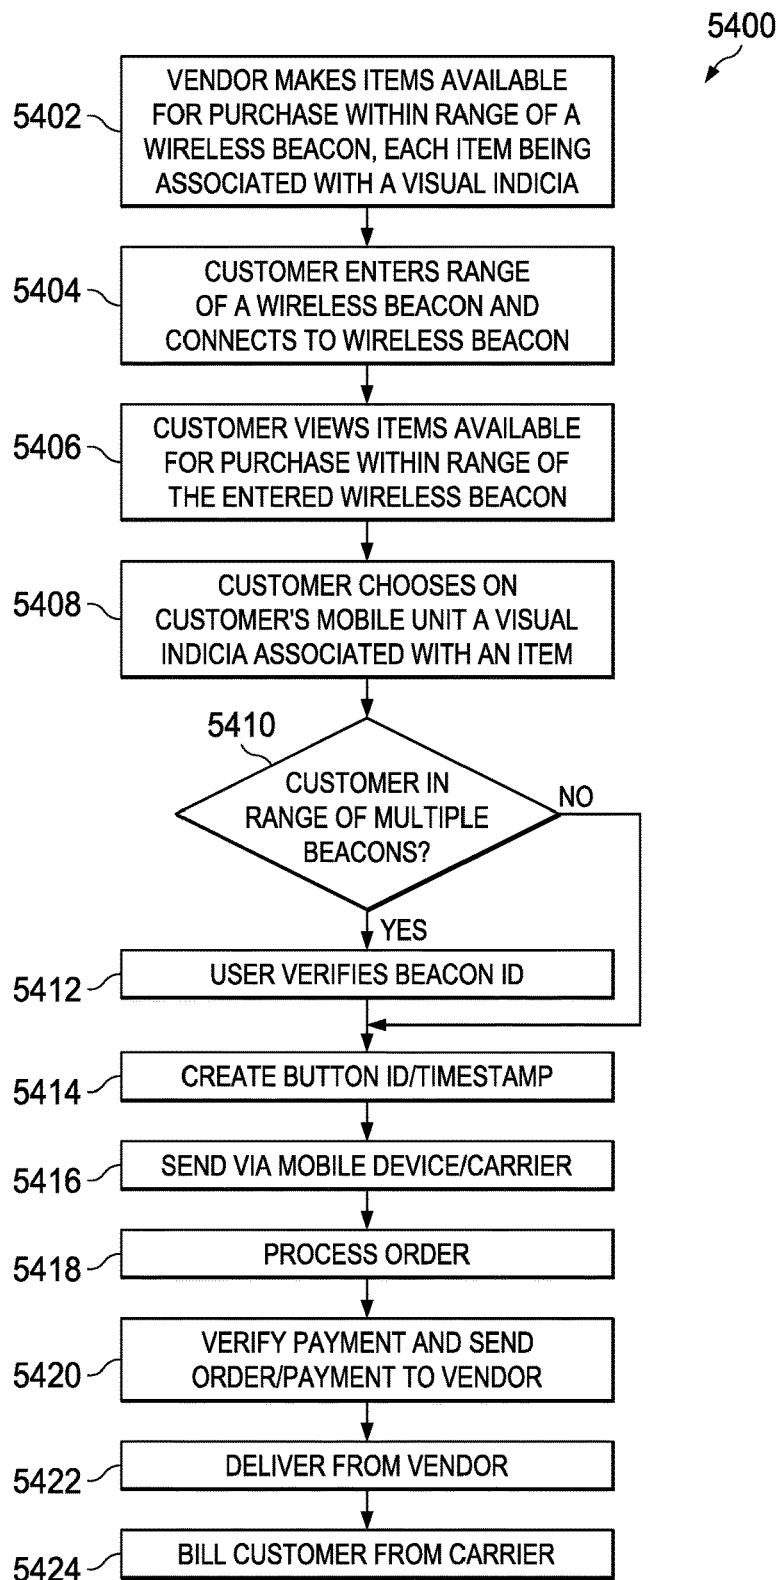 5400
5402
VENDOR MAKES ITEMS AVAILABLE
FOR PURCHASE WITHIN RANGE OF A
WIRELESS BEACON, EACH ITEM BEING
ASSOCIATED WITH A VISUAL INDICIA
5404
CUSTOMER ENTERS RANGE
OF A WIRELESS BEACON AND
CONNECTS TO WIRELESS BEACON
5406
CUSTOMER VIEWS ITEMS AVAILABLE
FOR PURCHASE WITHIN RANGE OF
THE ENTERED WIRELESS BEACON
5408
CUSTOMER CHOOSES ON
CUSTOMER'S MOBILE UNIT A VISUAL
INDICIA ASSOCIATED WITH AN ITEM
5410
CUSTOMER IN
RANGE OF MULTIPLE
BEACONS?
NO
YES
5412
USER VERIFIES BEACON ID
5414
CREATE BUTTON ID/TIMESTAMP
5416
SEND VIA MOBILE DEVICE/CARRIER
5418
PROCESS ORDER
5420
VERIFY PAYMENT AND SEND
ORDER/PAYMENT TO VENDOR
5422
DELIVER FROM VENDOR
5424
BILL CUSTOMER FROM CARRIER